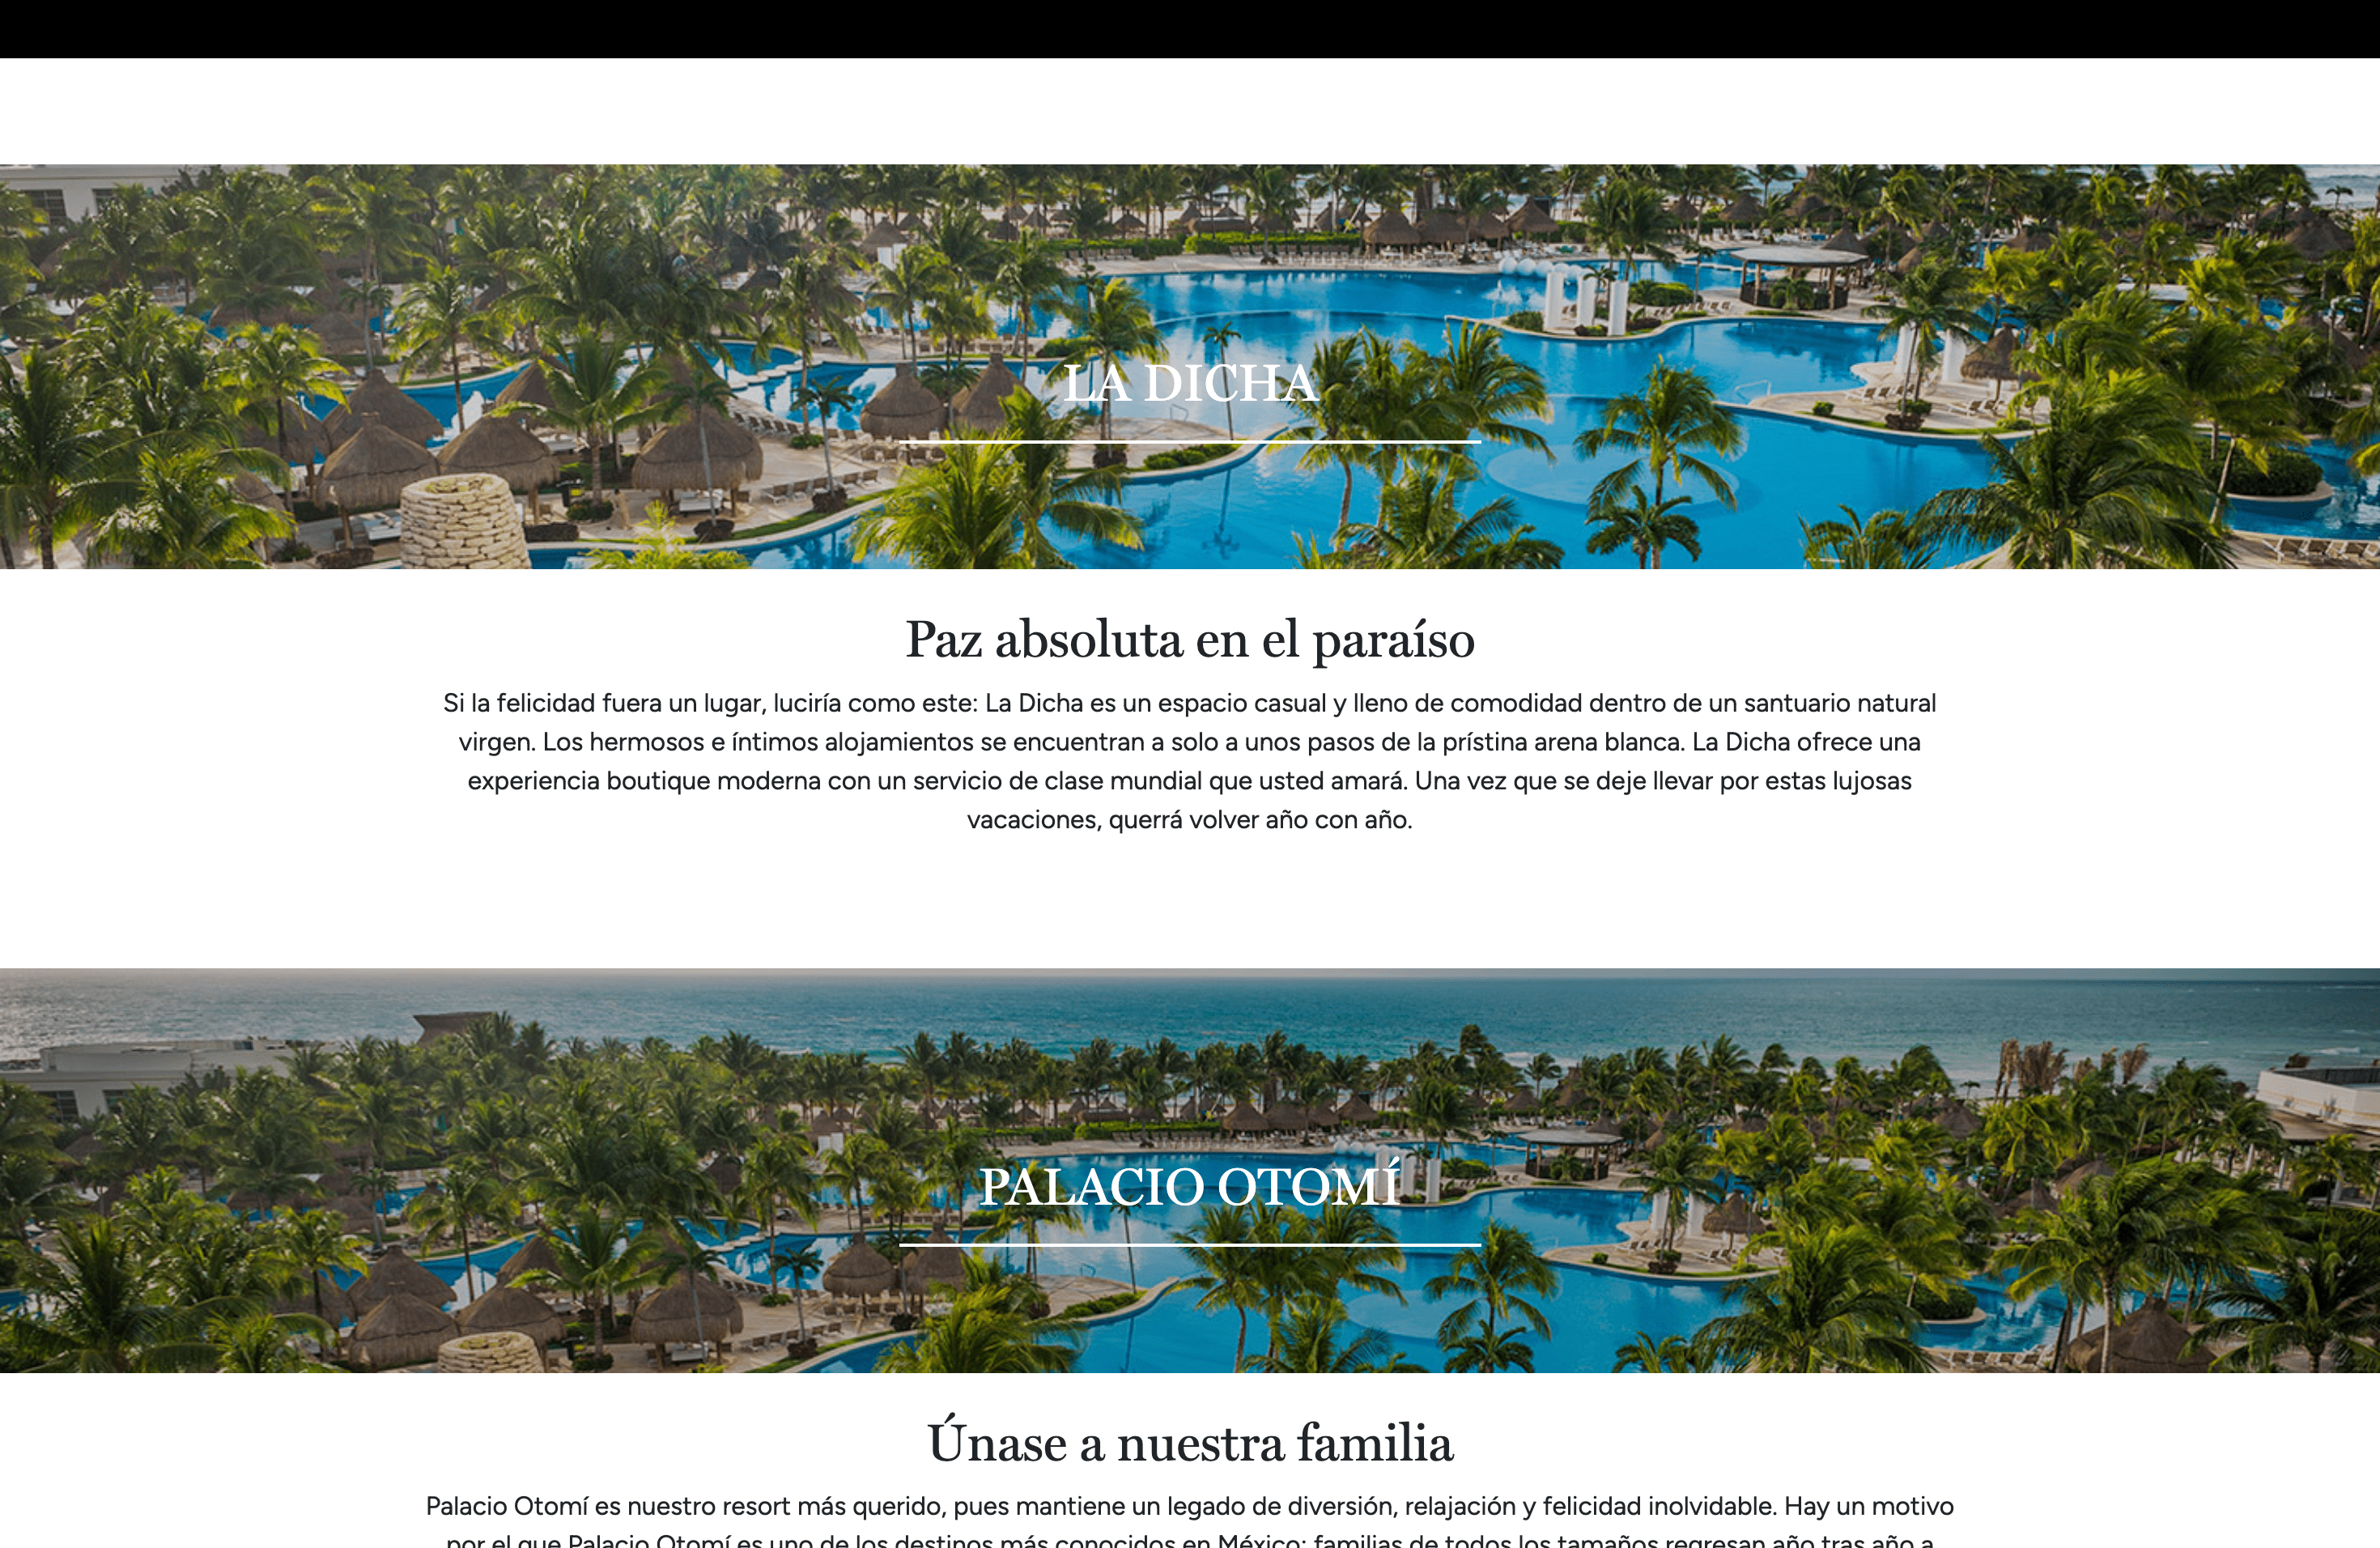 LA DICHA
Paz absoluta en el paraíso
Si la felicidad fuera un lugar, luciría como este: La Dicha es un espacio casual y lleno de comodidad dentro de un santuario natural
virgen. Los hermosos e íntimos alojamientos se encuentran a solo a unos pasos de la prístina arena blanca. La Dicha ofrece una
experiencia boutique moderna con un servicio de clase mundial que usted amará. Una vez que se deje llevar por estas lujosas
vacaciones, querrá volver año con año.
PALACIO OTOMÍ
Únase a nuestra familia
Palacio Otomí es nuestro resort más querido, pues mantiene un legado de diversión, relajación y felicidad inolvidable. Hay un motivo
por el que Palacio Otomí es uno de los destinos más conocidos en México: familias de todos los tamaños regresan año tras año a